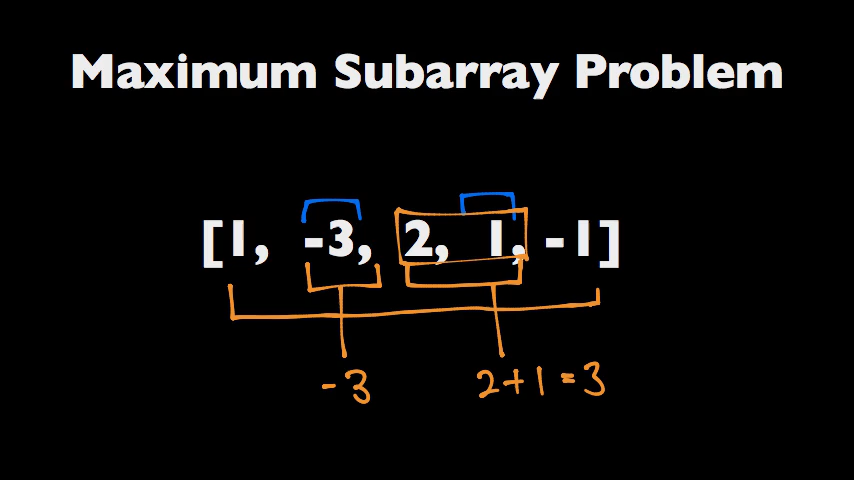 Maximum Subarray Problem
[1, -3, 2, 1, -1]
-3 2+1=3